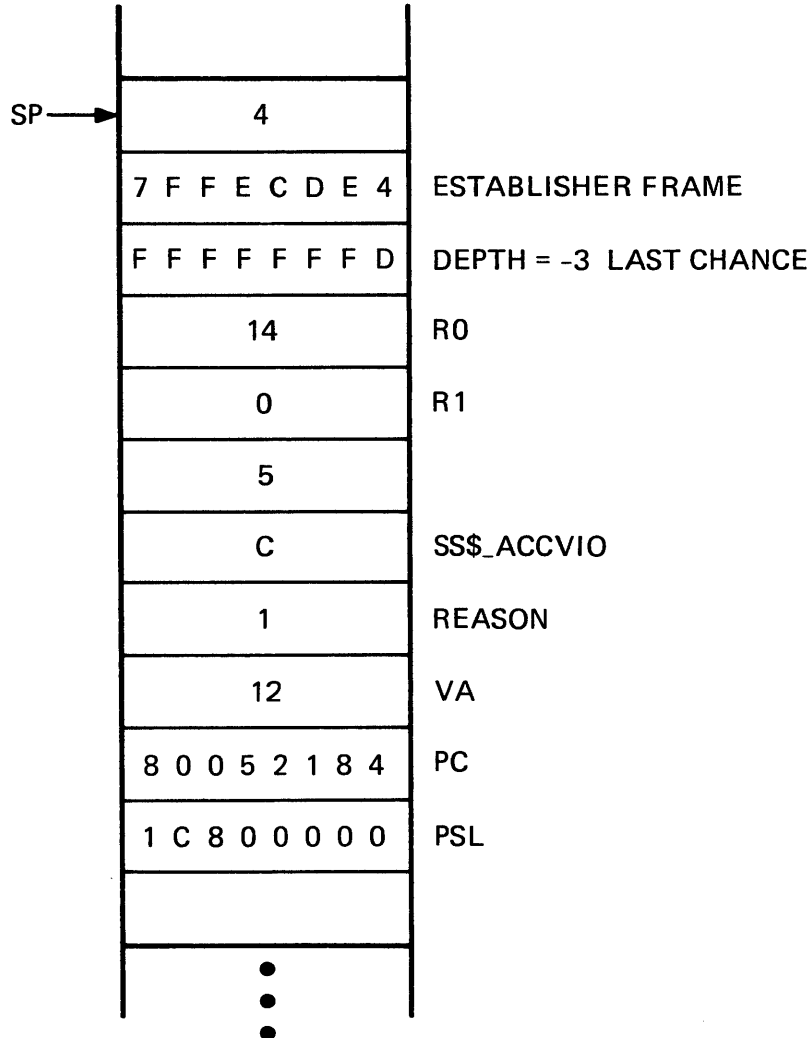 SP 4
7 F F E C D E 4 ESTABLISHER FRAME
F F F F F F F D DEPTH = -3 LAST CHANCE
14 R0
0 R1
5
C SS$_ACCVIO
1 REASON
12 VA
8 0 0 5 2 1 8 4 PC
1 C 8 0 0 0 0 0 PSL